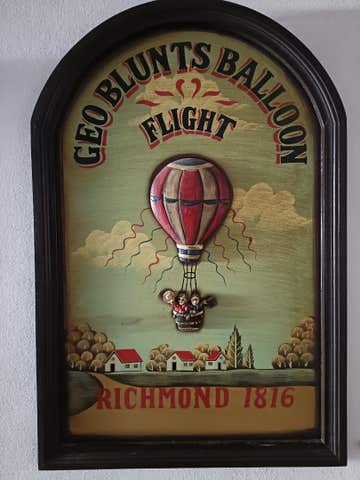 GEO BLUNTS BALLOON
FLIGHT
RICHMOND 1816